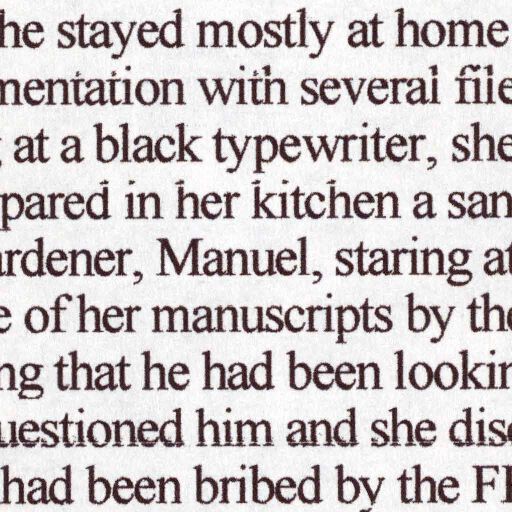 he stayed mostly at home
mentation with several file
at a black typewriter, she
pared in her kitchen a san
ardener, Manuel, staring at
e of her manuscripts by the
ng that he had been lookin
uestioned him and she disc
had been bribed by the F